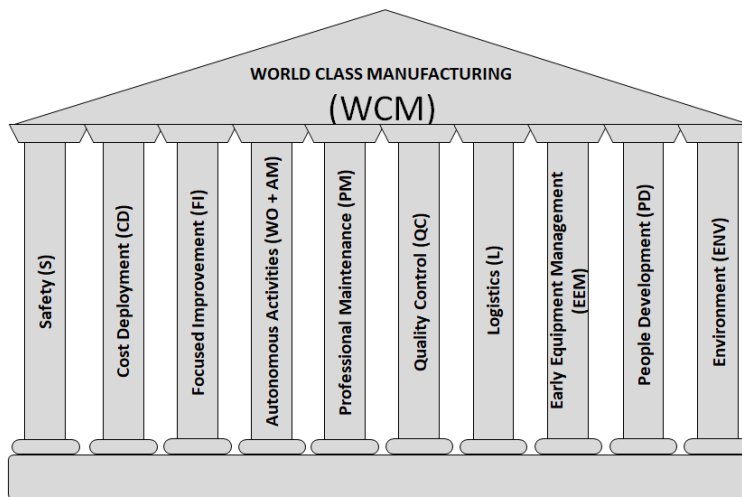 WORLD CLASS MANUFACTURING
(WCM)
Safety (S)
Cost Deployment (CD)
Focused Improvement (FI)
Autonomous Activities (WO + AM)
Professional Maintenance (PM)
Quality Control (QC)
Logistics (L)
Early Equipment Management
(EEM)
People Development (PD)
Environment (ENV)